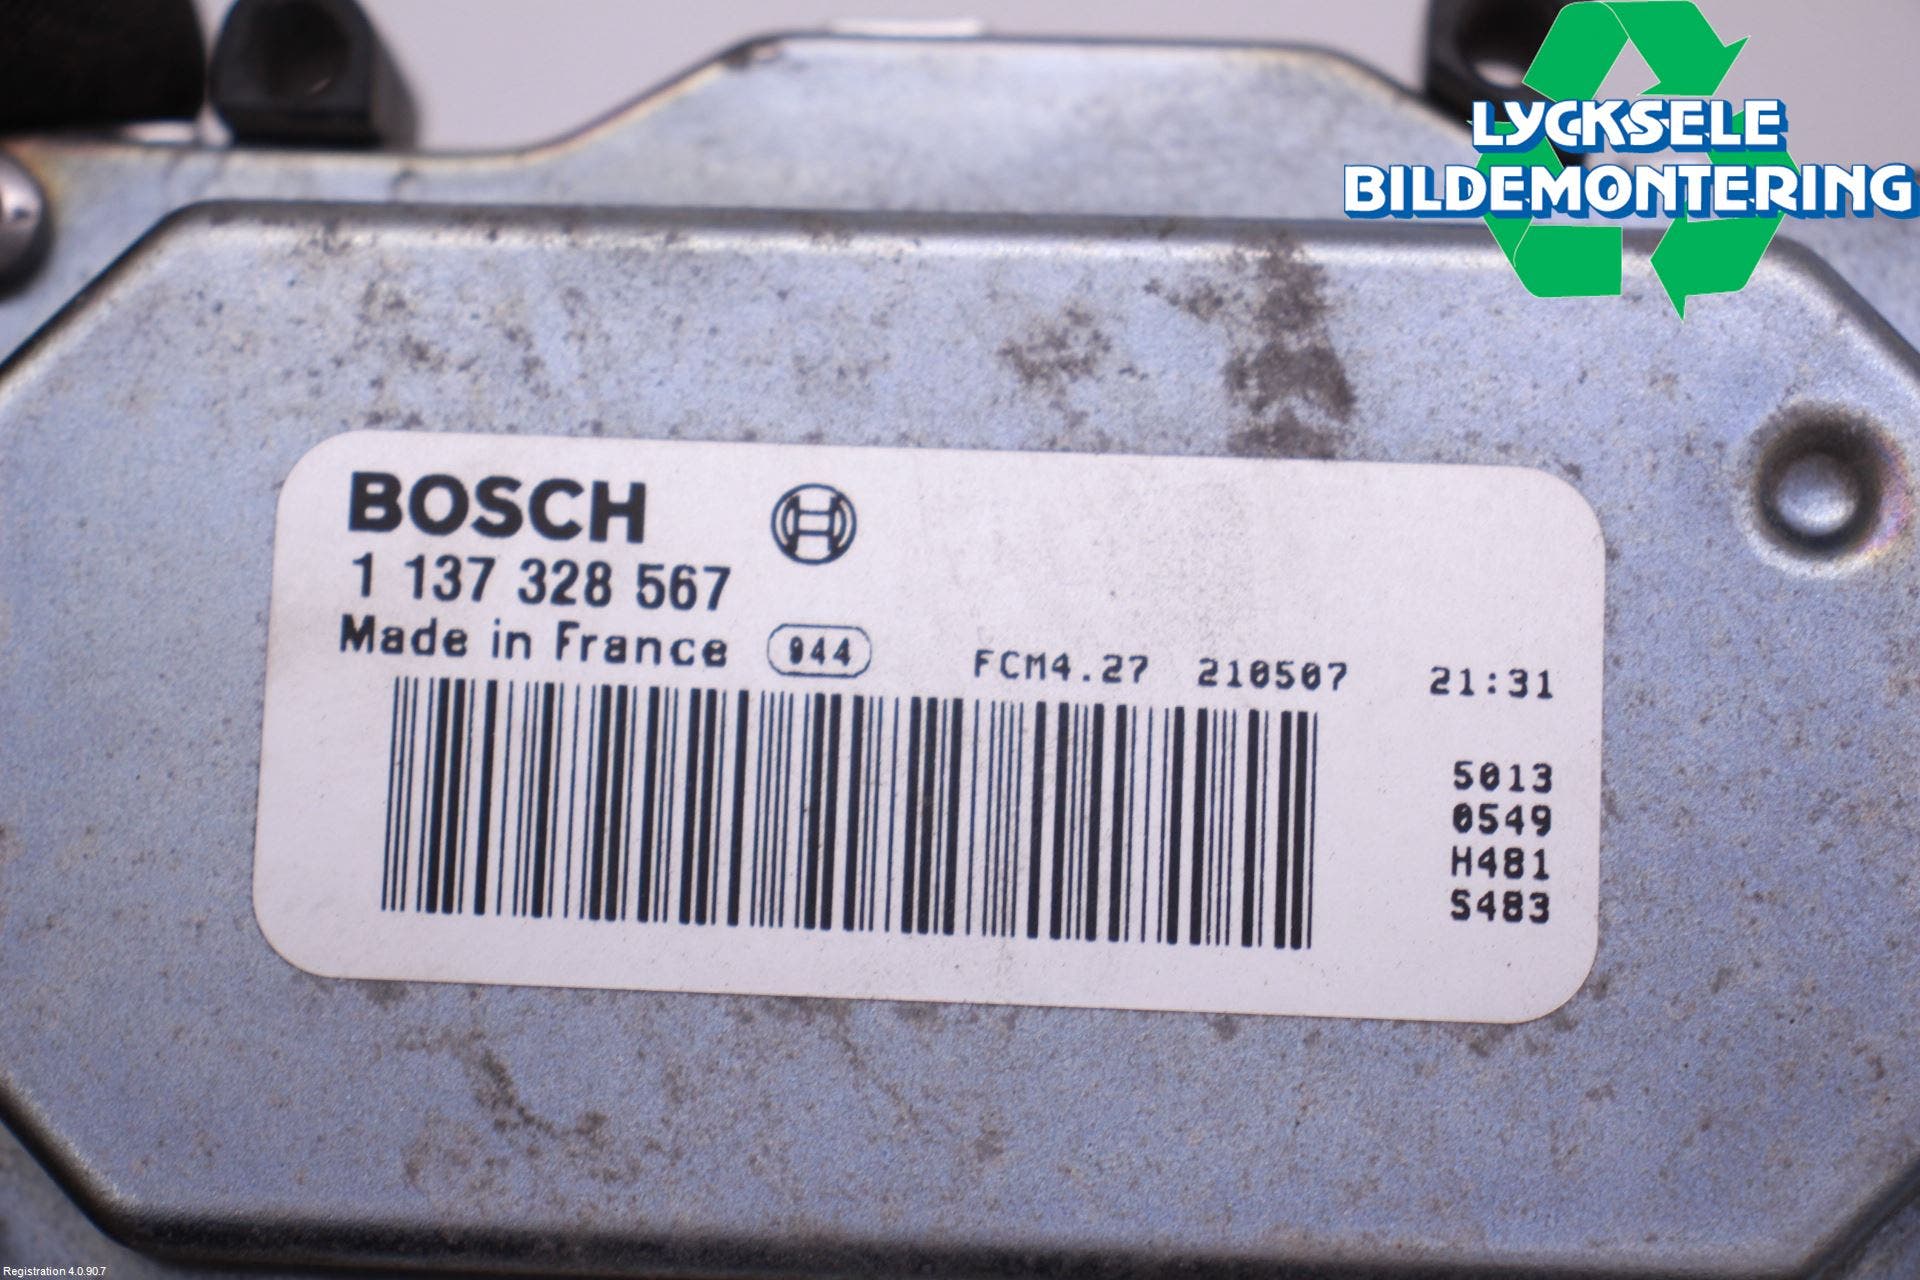 LYCKSELE
BILDEMONTERING
BOSCH
1 137 328 567
Made in France 944 FCM4.27 210507 21:31
5013
0549
H481
S483
Registration 4.0.90.7